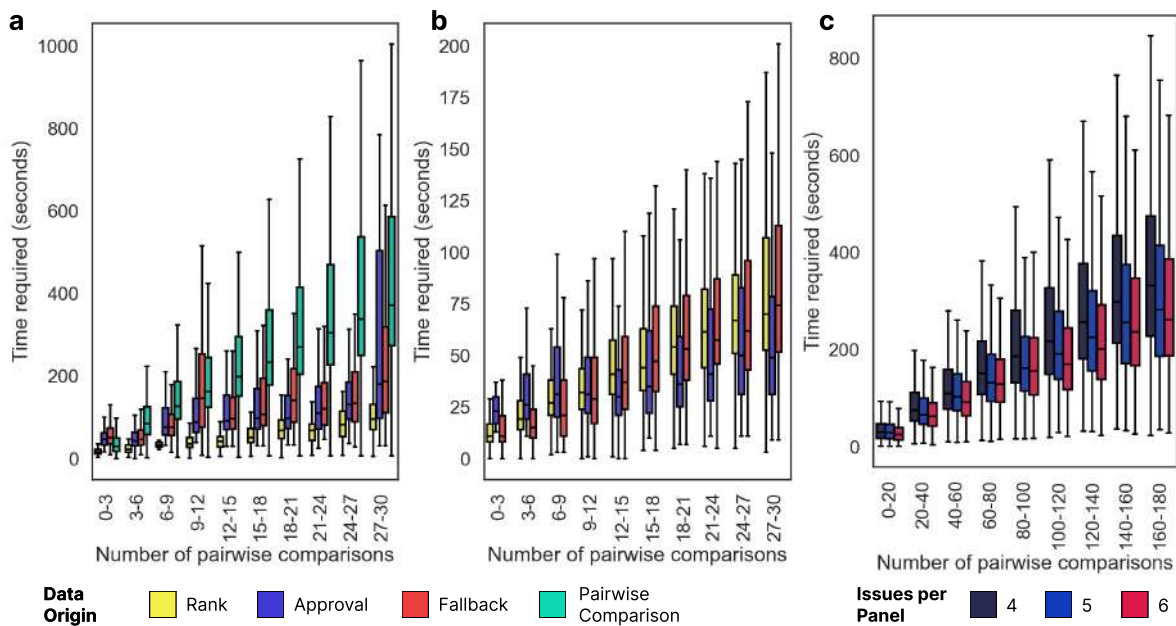 a
Time required (seconds)
1000
800
600
400
200
0
0-3
3-6
6-9
9-12
12-15
15-18
18-21
21-24
24-27
27-30
Number of pairwise comparisons
b
Time required (seconds)
200
175
150
125
100
75
50
25
0
0-3
3-6
6-9
9-12
12-15
15-18
18-21
21-24
24-27
27-30
Number of pairwise comparisons
c
Time required (seconds)
800
600
400
200
0
0-20
20-40
40-60
60-80
80-100
100-120
120-140
140-160
160-180
Number of pairwise comparisons
Data
Origin
Rank
Approval
Fallback
Pairwise
Comparison
Issues per
Panel
4
5
6